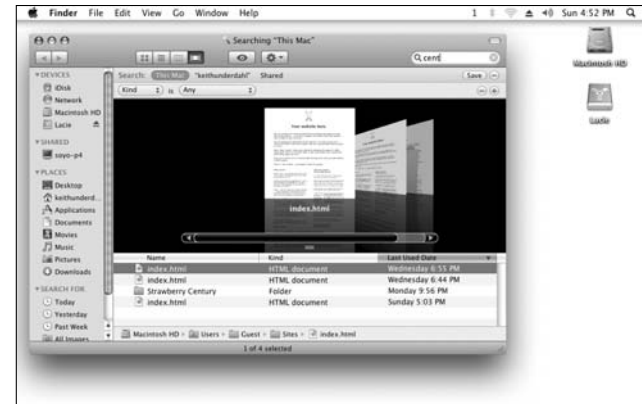 Finder File Edit View Go Window Help 1 Sun 4:52 PM
Searching "This Mac"
cent
Macintosh HD
DEVICES
Search: This Mac "keithunderdahl" Shared Save
iDisk
Kind is Any
Network
Macintosh HD
Lacie
Lacie
SHARED
soyo-p4
Your website here.
PLACES
Desktop
keithunderd...
Applications
Documents
index.html
Movies
Music
Pictures
Name Kind Last Used Date
Downloads
index.html HTML document Wednesday 6:55 PM
index.html HTML document Wednesday 6:44 PM
SEARCH FOR
Strawberry Century Folder Monday 9:56 PM
Today
index.html HTML document Sunday 5:03 PM
Yesterday
Past Week
Macintosh HD Users Guest Sites index.html
All Images
1 of 4 selected